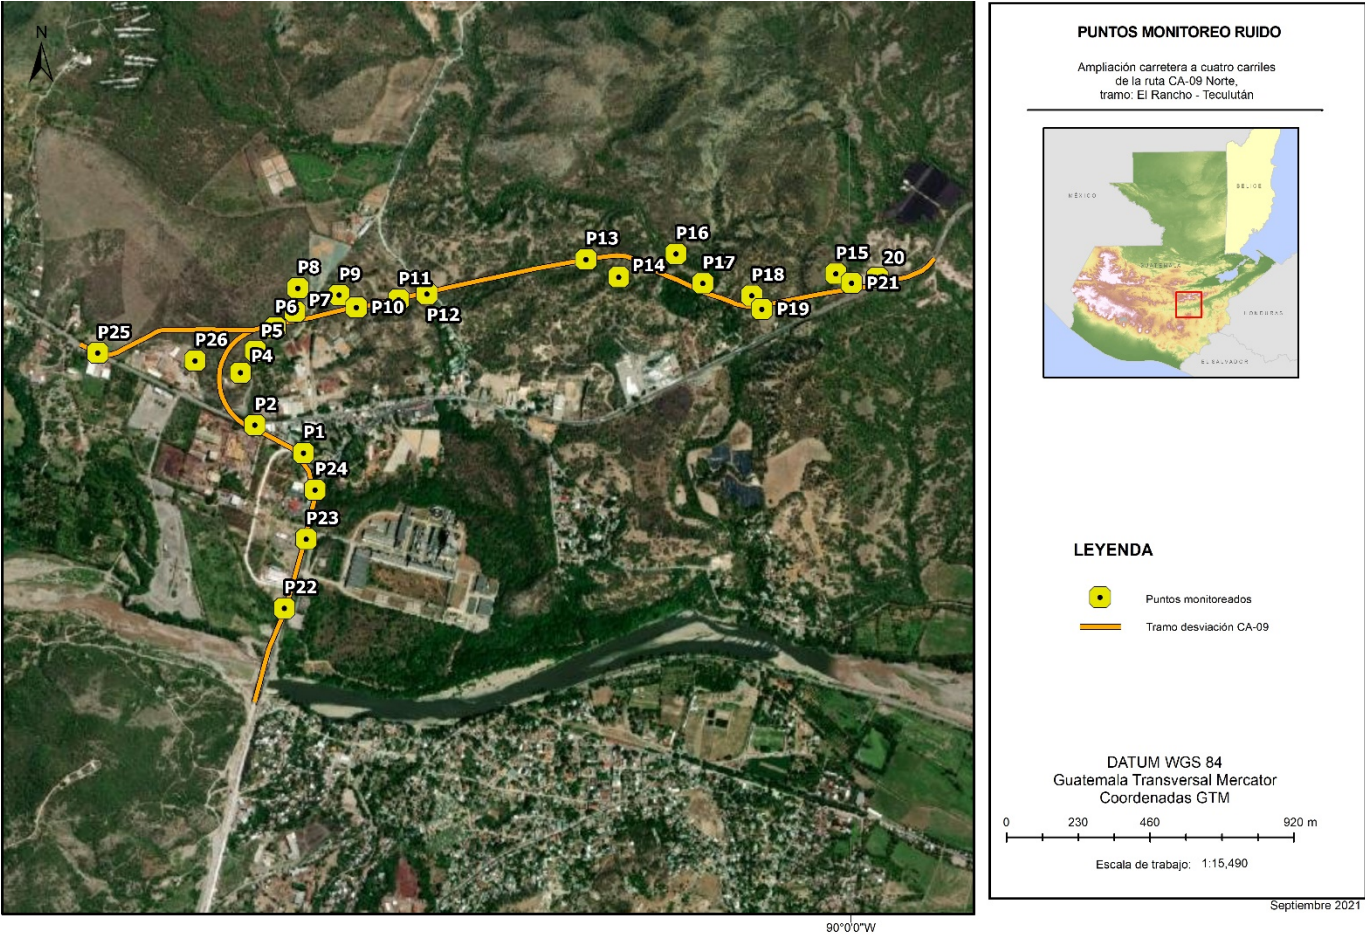 N
P16
P13
P15
20
P14
P17
P8
P9
P11
P18
P21
P7
P6
P10
P12
P19
P5
P25
P26
P4
P2
P1
P24
P23
P22
90°0'0"W
PUNTOS MONITOREO RUIDO
Ampliación carretera a cuatro carriles
de la ruta CA-09 Norte,
tramo: El Rancho - Teculután
MÉXICO
BELICE
GUATEMALA
HONDURAS
EL SALVADOR
LEYENDA
Puntos monitoreados
Tramo desviación CA-09
DATUM WGS 84
Guatemala Transversal Mercator
Coordenadas GTM
0 230 460 920 m
Escala de trabajo: 1:15,490
Septiembre 2021